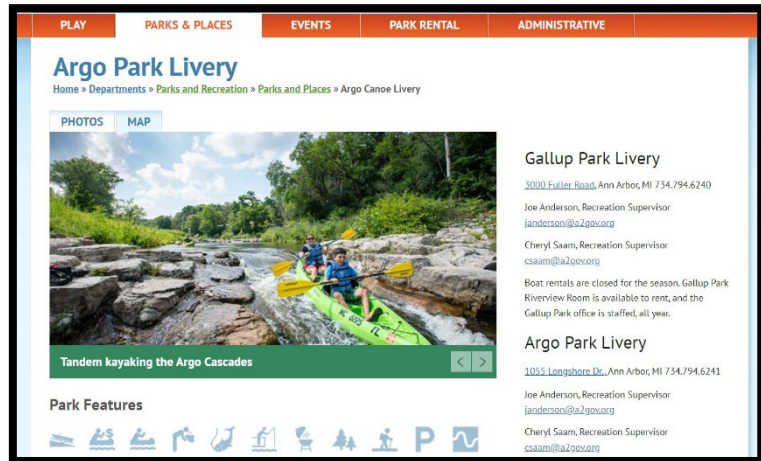 PLAY
PARKS & PLACES
EVENTS
PARK RENTAL
ADMINISTRATIVE
Argo Park Livery
Home » Departments » Parks and Recreation » Parks and Places » Argo Canoe Livery
PHOTOS
MAP
Tandem kayaking the Argo Cascades
< >
Park Features
P
Gallup Park Livery
3000 Fuller Road, Ann Arbor, MI 734.794.6240
Joe Anderson, Recreation Supervisor
janderson@a2gov.org
Cheryl Saam, Recreation Supervisor
csaam@a2gov.org
Boat rentals are closed for the season. Gallup Park
Riverview Room is available to rent, and the
Gallup Park office is staffed, all year.
Argo Park Livery
1055 Longshore Dr., Ann Arbor, MI 734.794.6241
Joe Anderson, Recreation Supervisor
janderson@a2gov.org
Cheryl Saam, Recreation Supervisor
csaam@a2gov.org